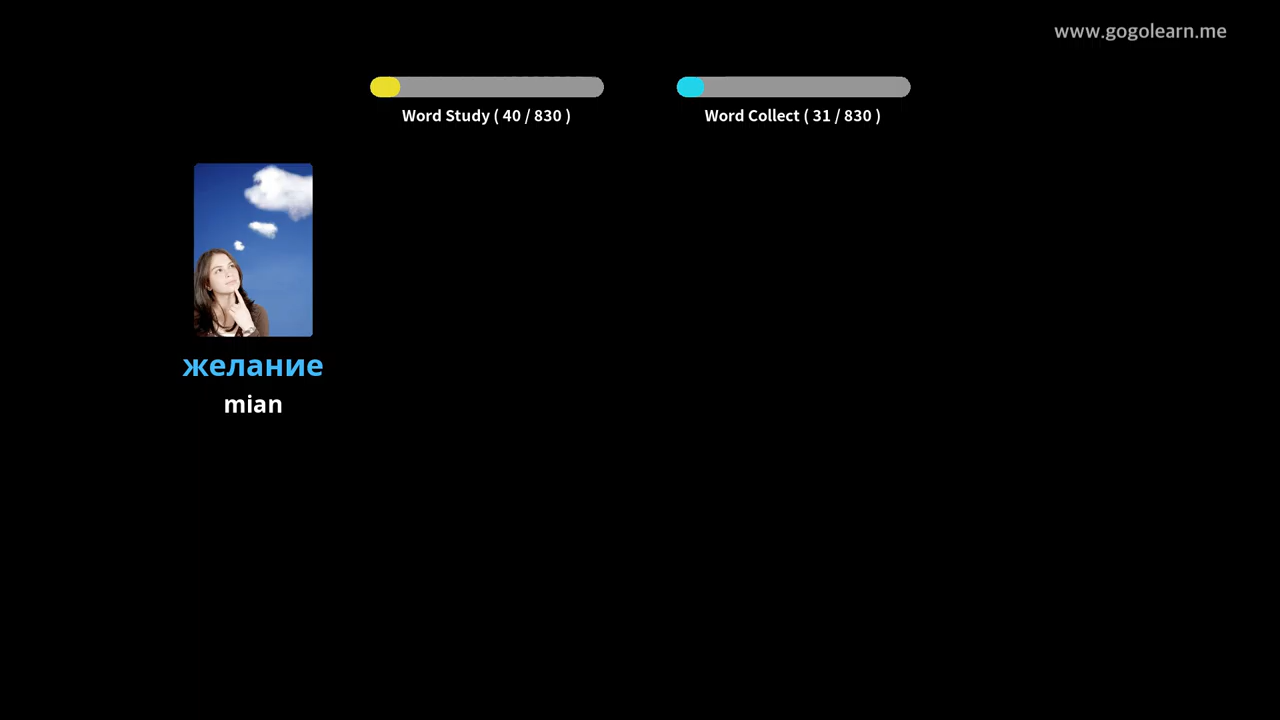 www.gogolearn.me
Word Study ( 40 / 830 )
Word Collect ( 31 / 830 )
желание
mian